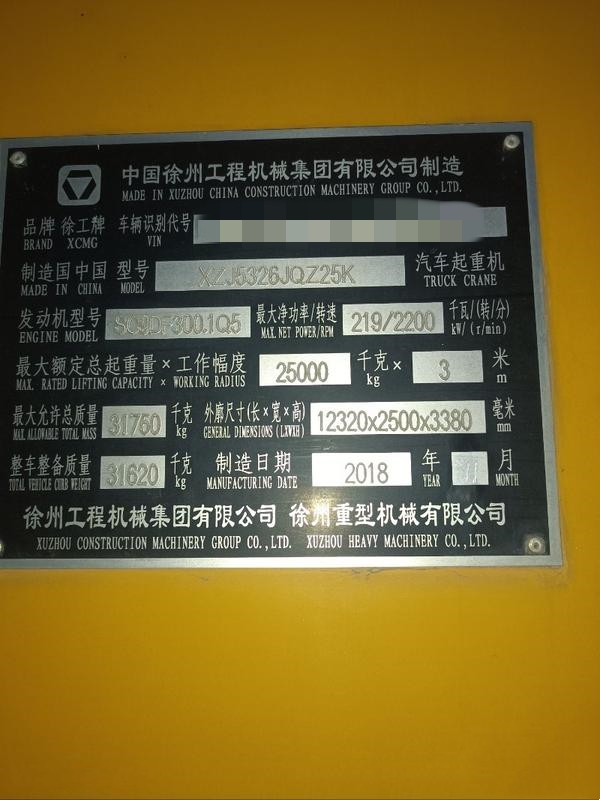 中国徐州工程机械集团有限公司制造
MADE IN XUZHOU CHINA CONSTRUCTION MACHINERY GROUP CO.,LTD.
品牌 徐工牌 车辆识别代号
BRAND XCMG VIN
制造国中国 型号 XZJ5326JQZ25K 汽车起重机
MADE IN CHINA MODEL TRUCK CRANE
发动机型号 SC9DF300.1Q5 最大净功率/转速 219/2200 千瓦/(转/分)
ENGINE MODEL MAX. NET POWER/RPM kW/(r/min)
最大额定总起重量×工作幅度 25000 千克× 3 米
MAX. RATED LIFTING CAPACITY × WORKING RADIUS kg m
最大允许总质量 31750 千克 外廓尺寸(长×宽×高) 12320x2500x3380 毫米
MAX. ALLOWABLE TOTAL MASS kg GENERAL DIMENSIONS (LXWXH) mm
整车整备质量 31620 千克 制造日期 2018 年 月
TOTAL VEHICLE CURB WEIGHT kg MANUFACTURING DATE YEAR MONTH
徐州工程机械集团有限公司 徐州重型机械有限公司
XUZHOU CONSTRUCTION MACHINERY GROUP CO.,LTD. XUZHOU HEAVY MACHINERY CO.,LTD.